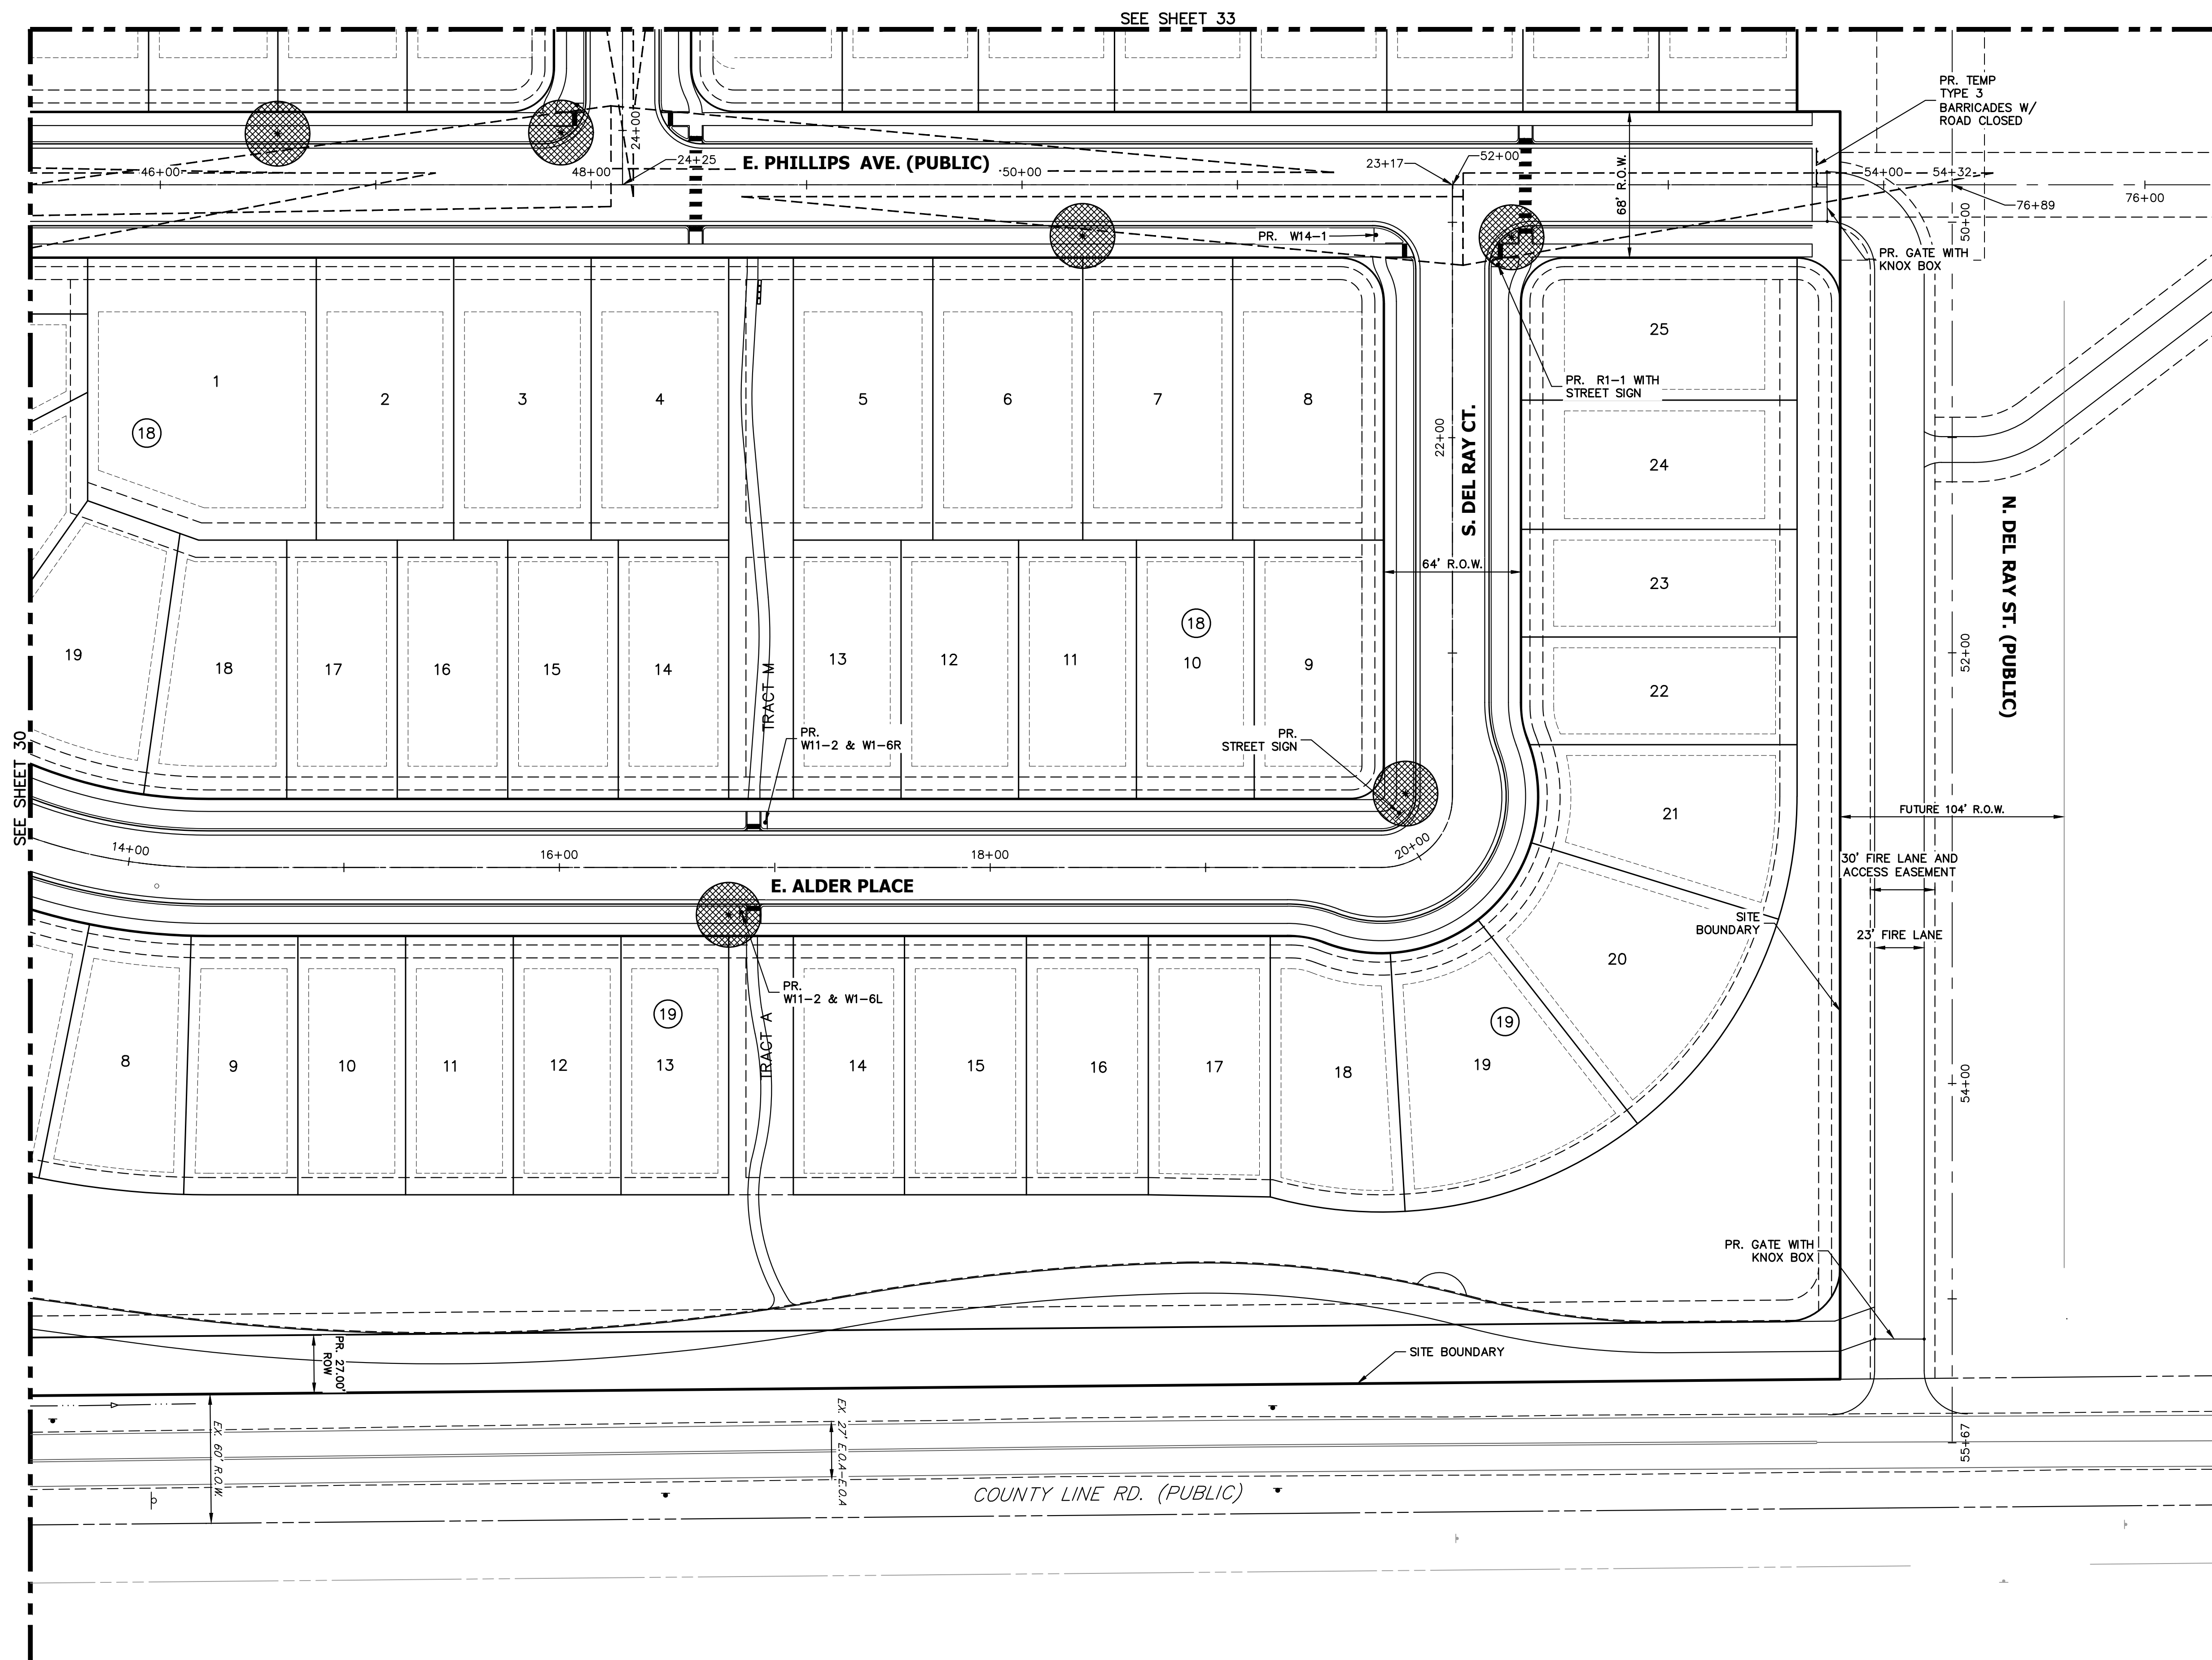 SEE SHEET 33
PR. TEMP
TYPE 3
BARRICADES W/
ROAD CLOSED
24+00
E. PHILLIPS AVE. (PUBLIC)
46+00
48+00
24+25
50+00
23+17
52+00
68' R.O.W.
54+00
54+32
76+89
76+00
50+00
PR. W14-1
PR. GATE WITH
KNOX BOX
1
2
3
4
5
6
7
8
18
25
PR. R1-1 WITH
STREET SIGN
24
22+00
S. DEL RAY CT.
64' R.O.W.
23
22
N. DEL RAY ST. (PUBLIC)
52+00
19
18
17
16
15
14
TRACT M
13
12
11
18
10
9
SEE SHEET 30
PR.
W11-2 & W1-6R
PR.
STREET SIGN
21
FUTURE 104' R.O.W.
14+00
16+00
18+00
20+00
E. ALDER PLACE
30' FIRE LANE AND
ACCESS EASEMENT
SITE
BOUNDARY
23' FIRE LANE
20
PR.
W11-2 & W1-6L
8
9
10
11
12
19
13
TRACT A
14
15
16
17
18
19
19
54+00
PR. GATE WITH
KNOX BOX
PR. 27.00'
ROW
SITE BOUNDARY
EX. 60' R.O.W.
EX. 27' E.O.A-E.O.A
COUNTY LINE RD. (PUBLIC)
55+67